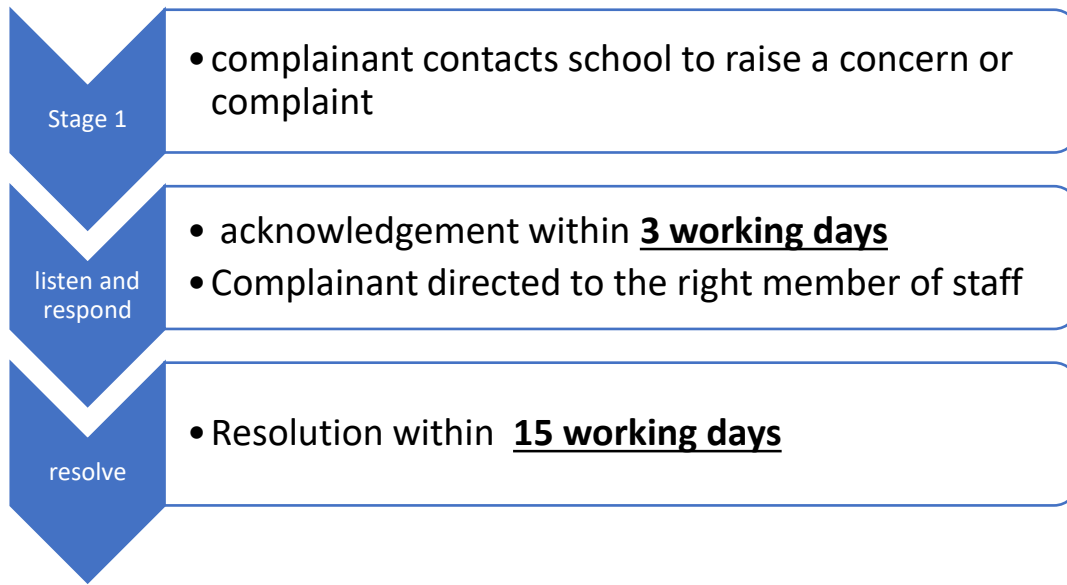 Stage 1
•complainant contacts school to raise a concern or
complaint
listen and
respond
• acknowledgement within 3 working days
•Complainant directed to the right member of staff
resolve
•Resolution within 15 working days